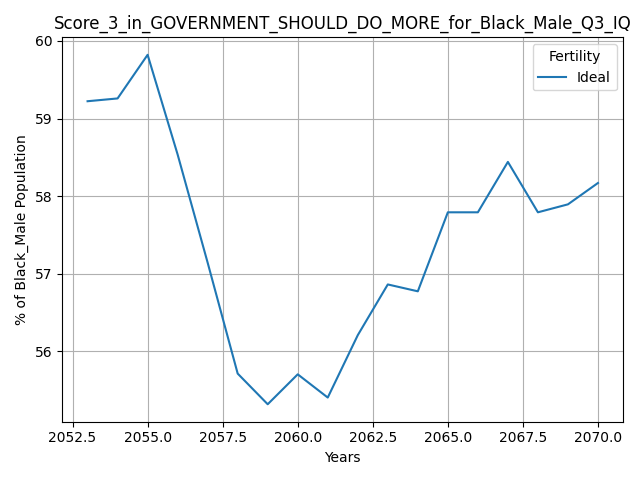 Score_3_in_GOVERNMENT_SHOULD_DO_MORE_for_Black_Male_Q3_IQ
Fertility
Ideal
60
59
58
57
56
% of Black_Male Population
2052.5 2055.0 2057.5 2060.0 2062.5 2065.0 2067.5 2070.0
Years